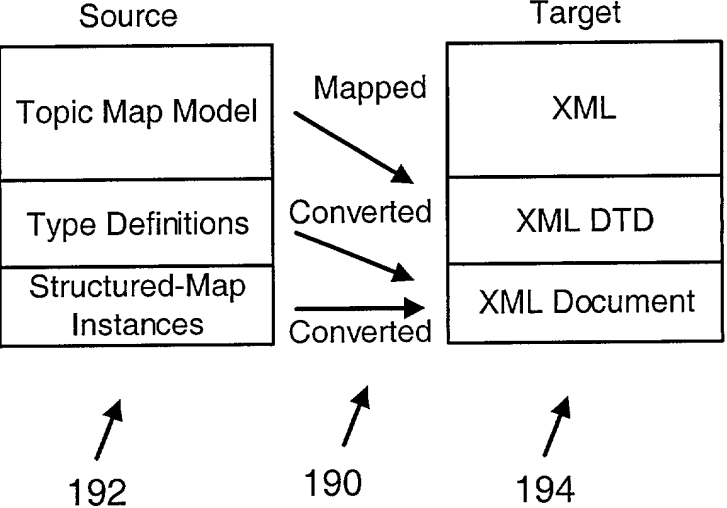 Source
Target
Topic Map Model
Mapped
XML
Type Definitions
Converted
XML DTD
Structured-Map
Instances
Converted
XML Document
192
190
194